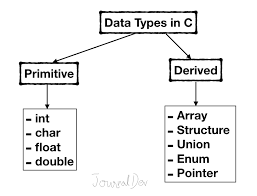 Data Types in C
Primitive
Derived
- int
- char
- float
- double
- Array
- Structure
- Union
- Enum
- Pointer
JournalDev